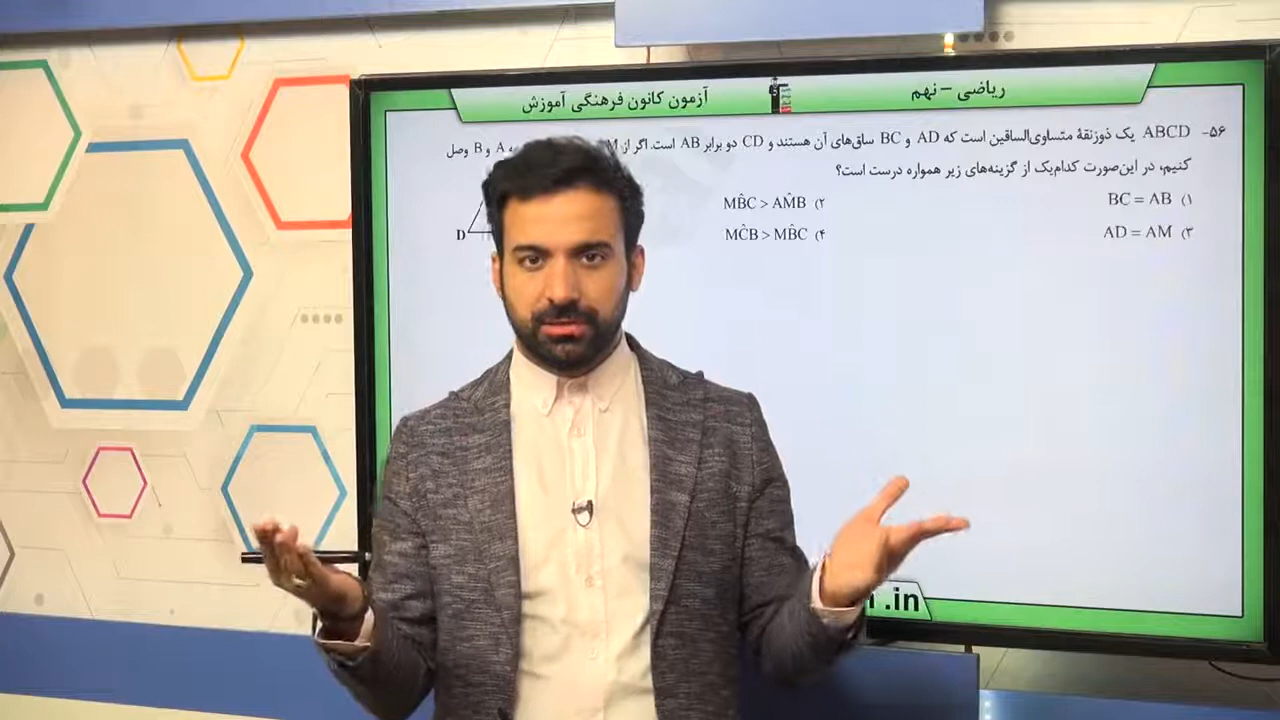 ریاضی – نهم
آزمون کانون فرهنگی آموزش
۵۶- ABCD یک ذوزنقهٔ متساوی‌الساقین است که AD و BC ساق‌های آن هستند و CD دو برابر AB است. اگر از M A و B وصل
کنیم، در این‌صورت کدام‌یک از گزینه‌های زیر همواره درست است؟
۱) BC = AB
۲) MB̂C > AM̂B
۳) AD = AM
۴) MĈB > MB̂C
D
.in